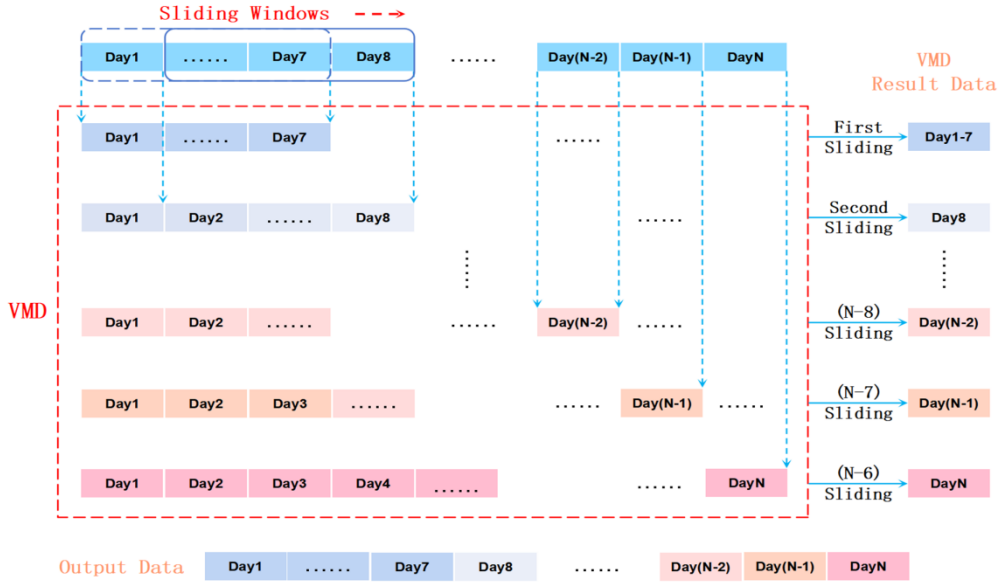 Sliding Windows
Day1 ...... Day7 Day8 ...... Day(N-2) Day(N-1) DayN
VMD
Result Data
Day1 ...... Day7 ......
First
Sliding
Day1-7
Day1 Day2 ...... Day8 ......
Second
Sliding
Day8
VMD
Day1 Day2 ...... ...... Day(N-2) ......
(N-8)
Sliding
Day(N-2)
Day1 Day2 Day3 ...... ...... Day(N-1) ......
(N-7)
Sliding
Day(N-1)
Day1 Day2 Day3 Day4 ...... ...... DayN
(N-6)
Sliding
DayN
Output Data Day1 ...... Day7 Day8 ...... Day(N-2) Day(N-1) DayN